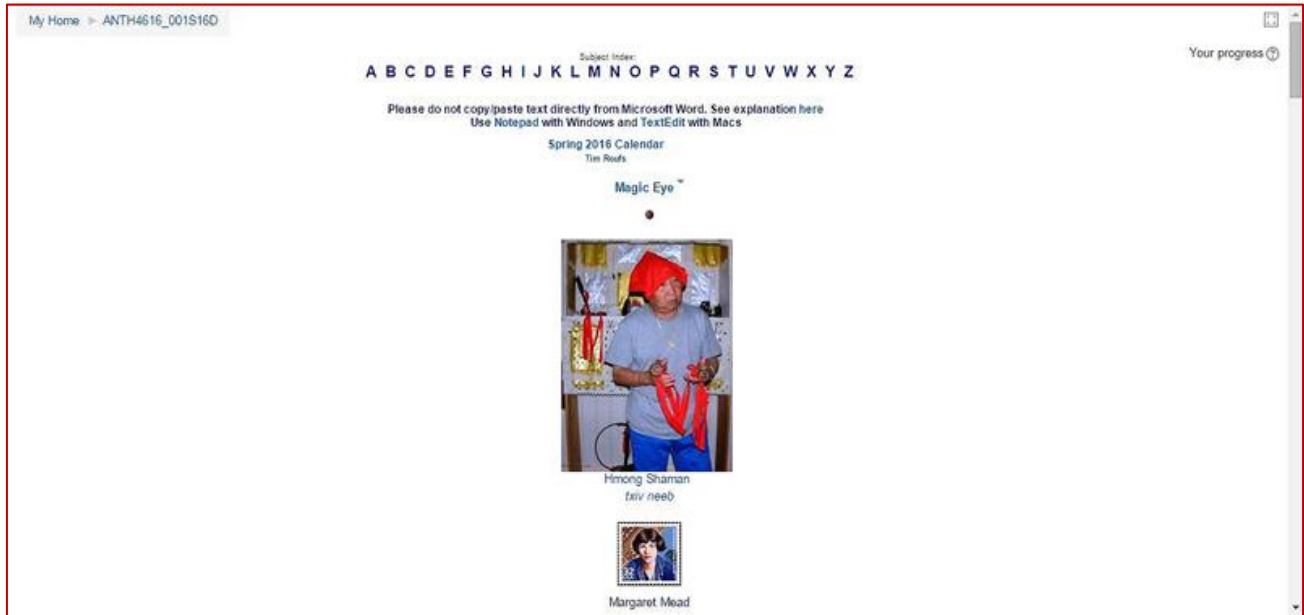 My Home ► ANTH4616_001S16D
Your progress
Subject Index:
A B C D E F G H I J K L M N O P Q R S T U V W X Y Z
Please do not copy/paste text directly from Microsoft Word. See explanation here
Use Notepad with Windows and TextEdit with Macs
Spring 2016 Calendar
Tim Roufs
Magic Eye
Hmong Shaman
txiv neeb
Margaret Mead